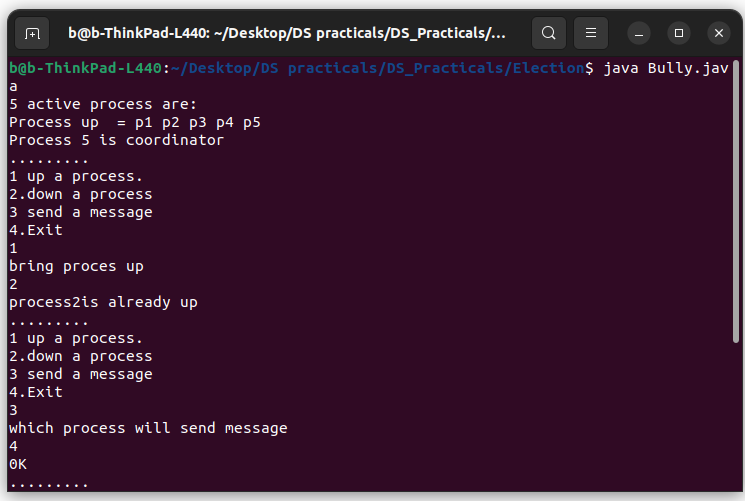 b@b-ThinkPad-L440: ~/Desktop/DS practicals/DS_Practicals/...
b@b-ThinkPad-L440:~/Desktop/DS practicals/DS_Practicals/Election$ java Bully.jav
a
5 active process are:
Process up  = p1 p2 p3 p4 p5
Process 5 is coordinator
.........
1 up a process.
2.down a process
3 send a message
4.Exit
1
bring proces up
2
process2is already up
.........
1 up a process.
2.down a process
3 send a message
4.Exit
3
which process will send message
4
0K
.........